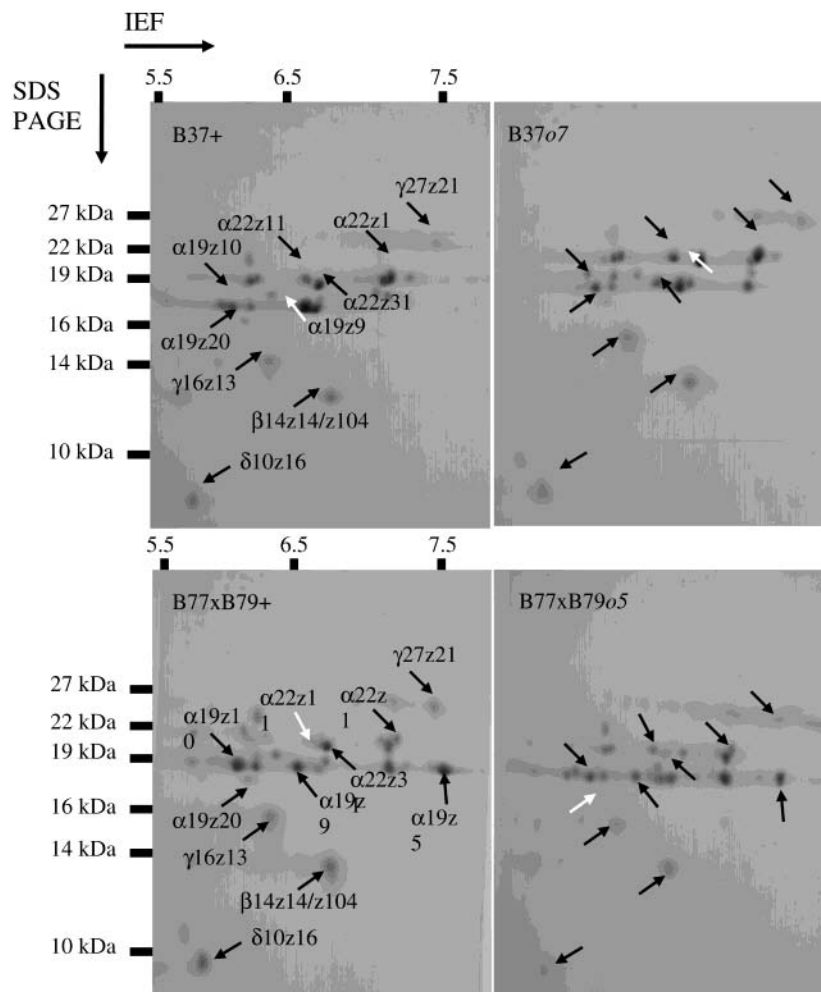 IEF
5.5 6.5 7.5
SDS
PAGE
B37+ B37o7
γ27z21
27 kDa
α22z11 α22z1
22 kDa
α19z10
19 kDa
α22z31
α19z9
16 kDa
α19z20
14 kDa
γ16z13
β14z14/z104
10 kDa
δ10z16
5.5 6.5 7.5
B77xB79+ B77xB79o5
γ27z21
27 kDa
α22z1
1
α22z
1
α19z1
0
22 kDa
19 kDa
α22z3
1
α19z
9
α19z
5
16 kDa
α19z20
γ16z13
14 kDa
β14z14/z104
δ10z16
10 kDa